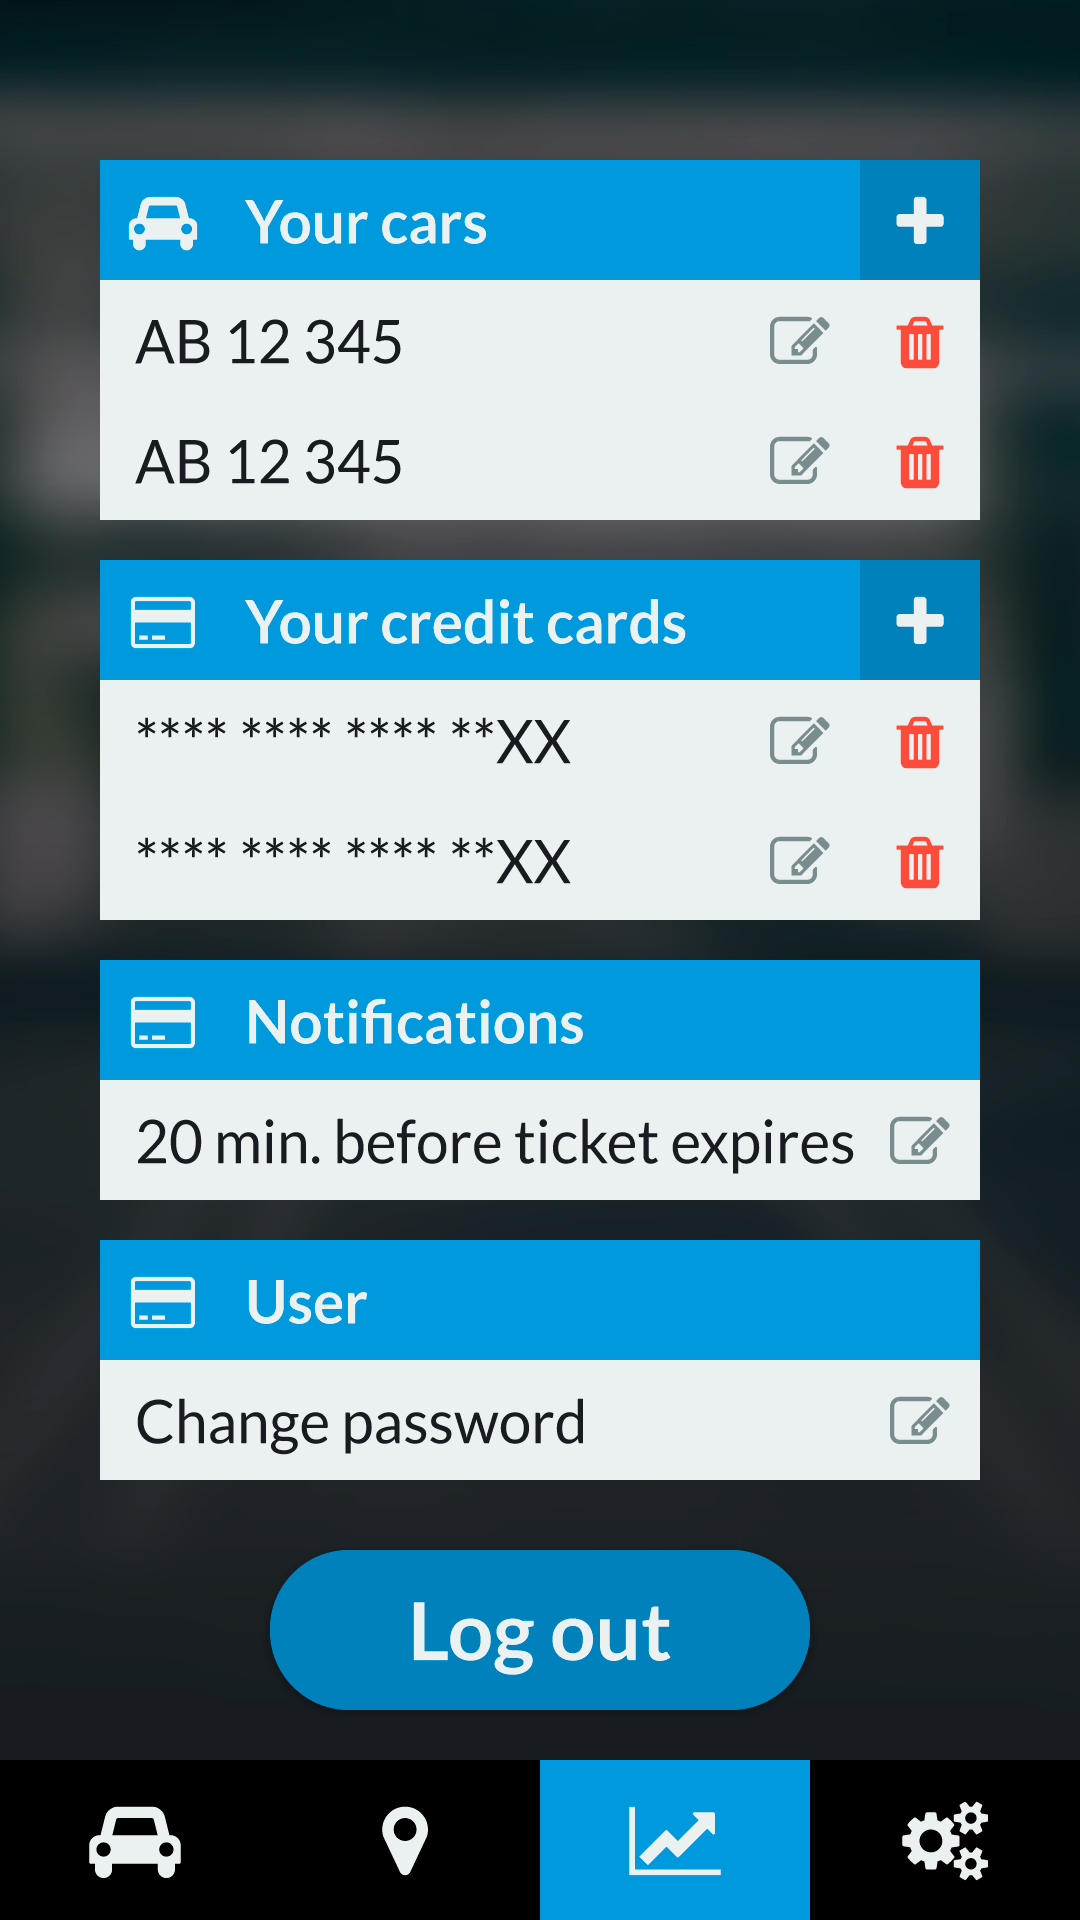 Your cars
AB 12 345
AB 12 345
Your credit cards
**** **** **** **XX
**** **** **** **XX
Notifications
20 min. before ticket expires
User
Change password
Log out